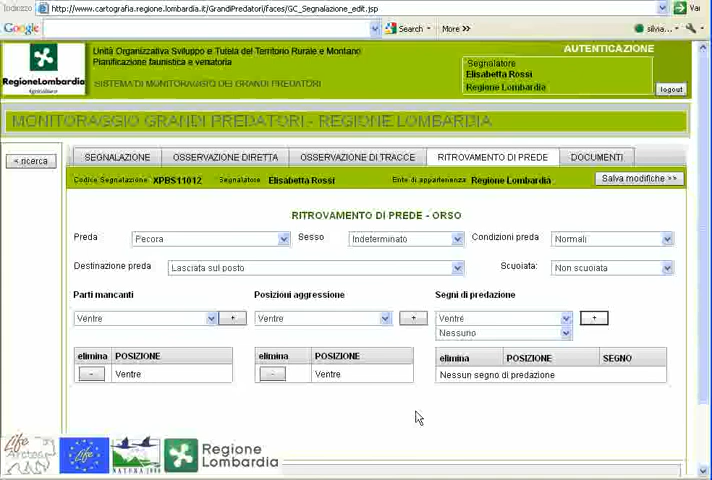 Indirizzo http://www.cartografia.regione.lombardia.it/GrandiPredatori/faces/GC_Segnalazione_edit.jsp Vai
Google Search More >> silvia...
Unità Organizzativa Sviluppo e Tutela del Territorio Rurale e Montano
Pianificazione faunistica e venatoria
SISTEMA DI MONITORAGGIO DEI GRANDI PREDATORI
RegioneLombardia
Agricoltura
AUTENTICAZIONE
Segnalatore
Elisabetta Rossi
Regione Lombardia
logout
MONITORAGGIO GRANDI PREDATORI - REGIONE LOMBARDIA
< ricerca
SEGNALAZIONE OSSERVAZIONE DIRETTA OSSERVAZIONE DI TRACCE RITROVAMENTO DI PREDE DOCUMENTI
Codice Segnalazione XPBS11012 Segnalatore Elisabetta Rossi Ente di appartenenza Regione Lombardia Salva modifiche >>
RITROVAMENTO DI PREDE - ORSO
Preda Pecora Sesso Indeterminato Condizioni preda Normali
Destinazione preda Lasciata sul posto Scuoiata: Non scuoiata
Parti mancanti Posizioni aggressione Segni di predazione
Ventre + Ventre + Ventre +
Nessuno
elimina POSIZIONE elimina POSIZIONE elimina POSIZIONE SEGNO
- Ventre - Ventre Nessun segno di predazione
Life
Arctos
Life
NATURA 2000
Regione
Lombardia